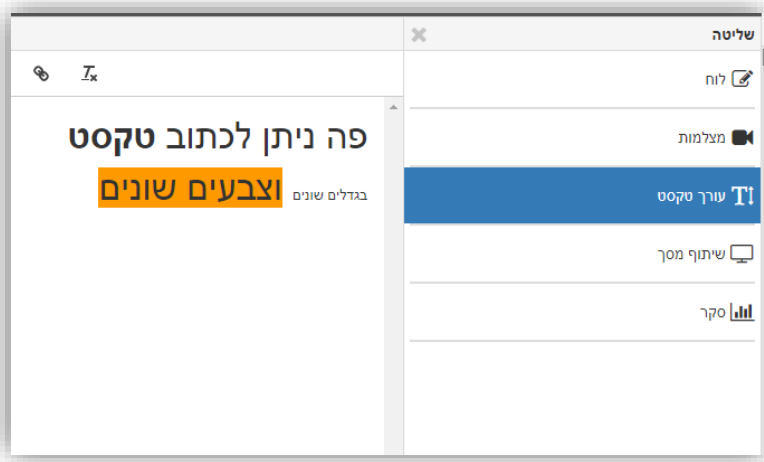 שליטה
לוח
מצלמות
עורך טקסט
שיתוף מסך
סקר
פה ניתן לכתוב טקסט
בגדלים שונים וצבעים שונים